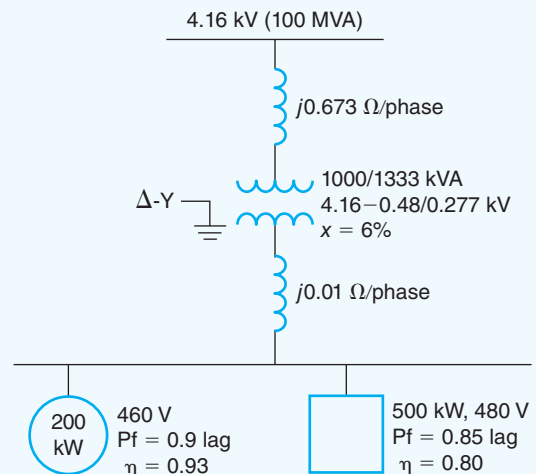 4.16 kV (100 MVA)
j0.673 Ω/phase
1000/1333 kVA
Δ-Y
4.16–0.48/0.277 kV
x = 6%
j0.01 Ω/phase
200
kW
460 V
Pf = 0.9 lag
η = 0.93
500 kW, 480 V
Pf = 0.85 lag
η = 0.80